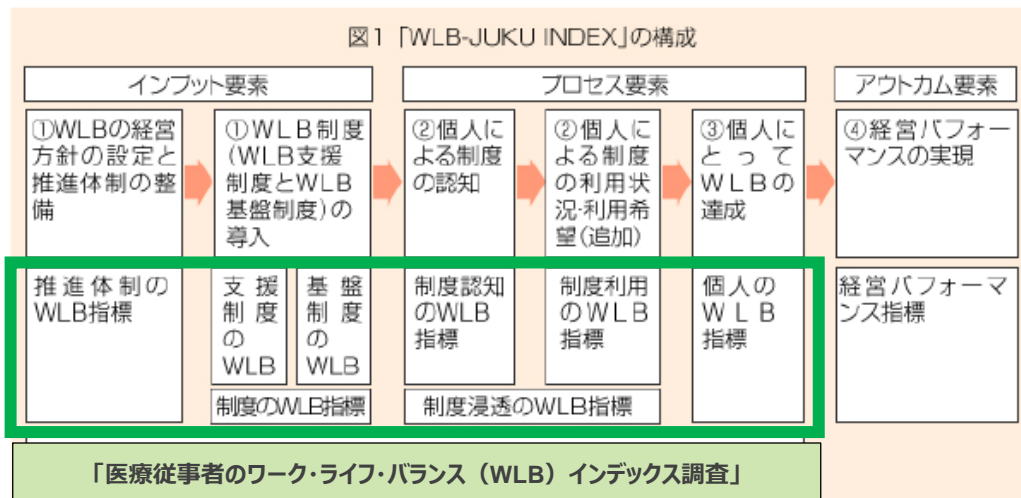 図1「WLB-JUKU INDEX」の構成
インプット要素
プロセス要素
アウトカム要素
①WLBの経営
方針の設定と
推進体制の整
備
①WLB制度
(WLB支援
制度とWLB
基盤制度)の
導入
②個人に
よる制度
の認知
②個人に
よる制度
の利用状
況・利用希
望(追加)
③個人に
とって
WLBの
達成
④経営パフォー
マンスの実現
推進体制の
WLB指標
支援
制度
の
WLB
基盤
制度
の
WLB
制度のWLB指標
制度認知
のWLB
指標
制度利用
のWLB
指標
制度浸透のWLB指標
個人の
WLB
指標
経営パフォーマ
ンス指標
「医療従事者のワーク・ライフ・バランス（WLB）インデックス調査」